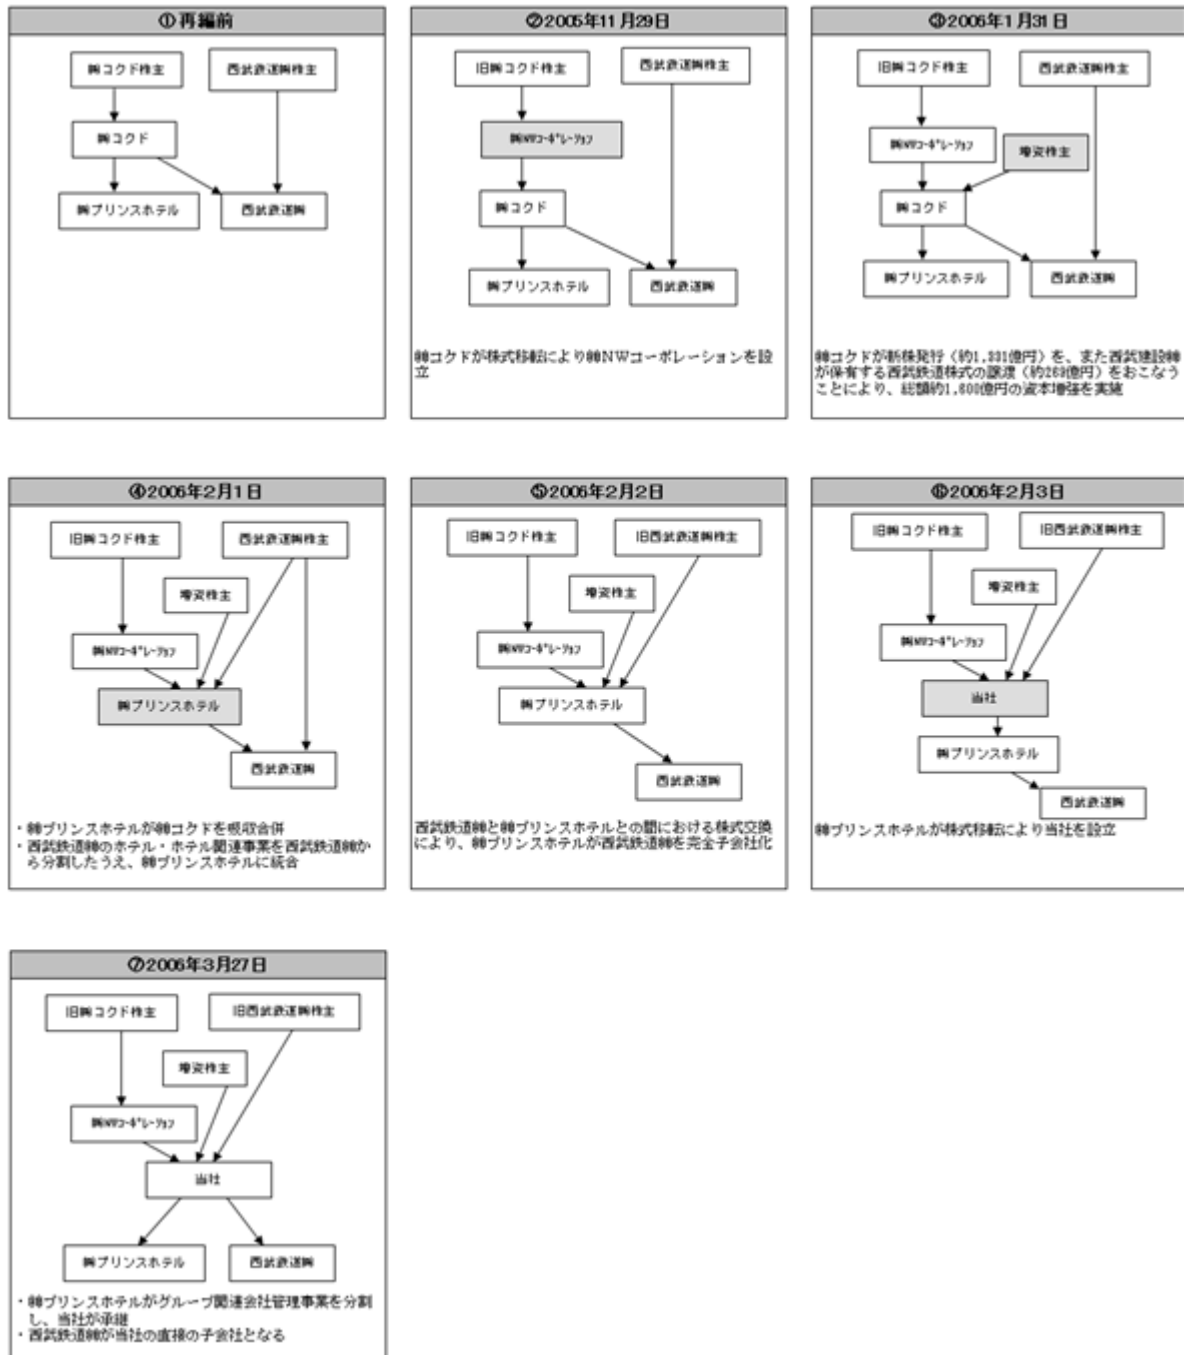 ①再編前
㈱コクド株主
西武鉄道㈱株主
㈱コクド
㈱プリンスホテル
西武鉄道㈱
②2005年11月29日
旧㈱コクド株主
西武鉄道㈱株主
㈱NWコーポレーション
㈱コクド
㈱プリンスホテル
西武鉄道㈱
㈱コクドが株式移転により㈱NWコーポレーションを設
立
③2006年1月31日
旧㈱コクド株主
西武鉄道㈱株主
㈱NWコーポレーション
増資株主
㈱コクド
㈱プリンスホテル
西武鉄道㈱
㈱コクドが新株発行(約1,331億円)を、また西武建設㈱
が保有する西武鉄道株式の譲渡(約269億円)をおこなう
ことにより、総額約1,600億円の資本増強を実施
④2006年2月1日
旧㈱コクド株主
西武鉄道㈱株主
増資株主
㈱NWコーポレーション
㈱プリンスホテル
西武鉄道㈱
・㈱プリンスホテルが㈱コクドを吸収合併
・西武鉄道㈱のホテル・ホテル関連事業を西武鉄道㈱か
ら分割したうえ、㈱プリンスホテルに統合
⑤2006年2月2日
旧㈱コクド株主
旧西武鉄道㈱株主
増資株主
㈱NWコーポレーション
㈱プリンスホテル
西武鉄道㈱
西武鉄道㈱と㈱プリンスホテルとの間における株式交換
により、㈱プリンスホテルが西武鉄道㈱を完全子会社化
⑥2006年2月3日
旧㈱コクド株主
旧西武鉄道㈱株主
増資株主
㈱NWコーポレーション
当社
㈱プリンスホテル
西武鉄道㈱
㈱プリンスホテルが株式移転により当社を設立
⑦2006年3月27日
旧㈱コクド株主
旧西武鉄道㈱株主
増資株主
㈱NWコーポレーション
当社
㈱プリンスホテル
西武鉄道㈱
・㈱プリンスホテルがグループ関連会社管理事業を分割
し、当社が承継
・西武鉄道㈱が当社の直接の子会社となる